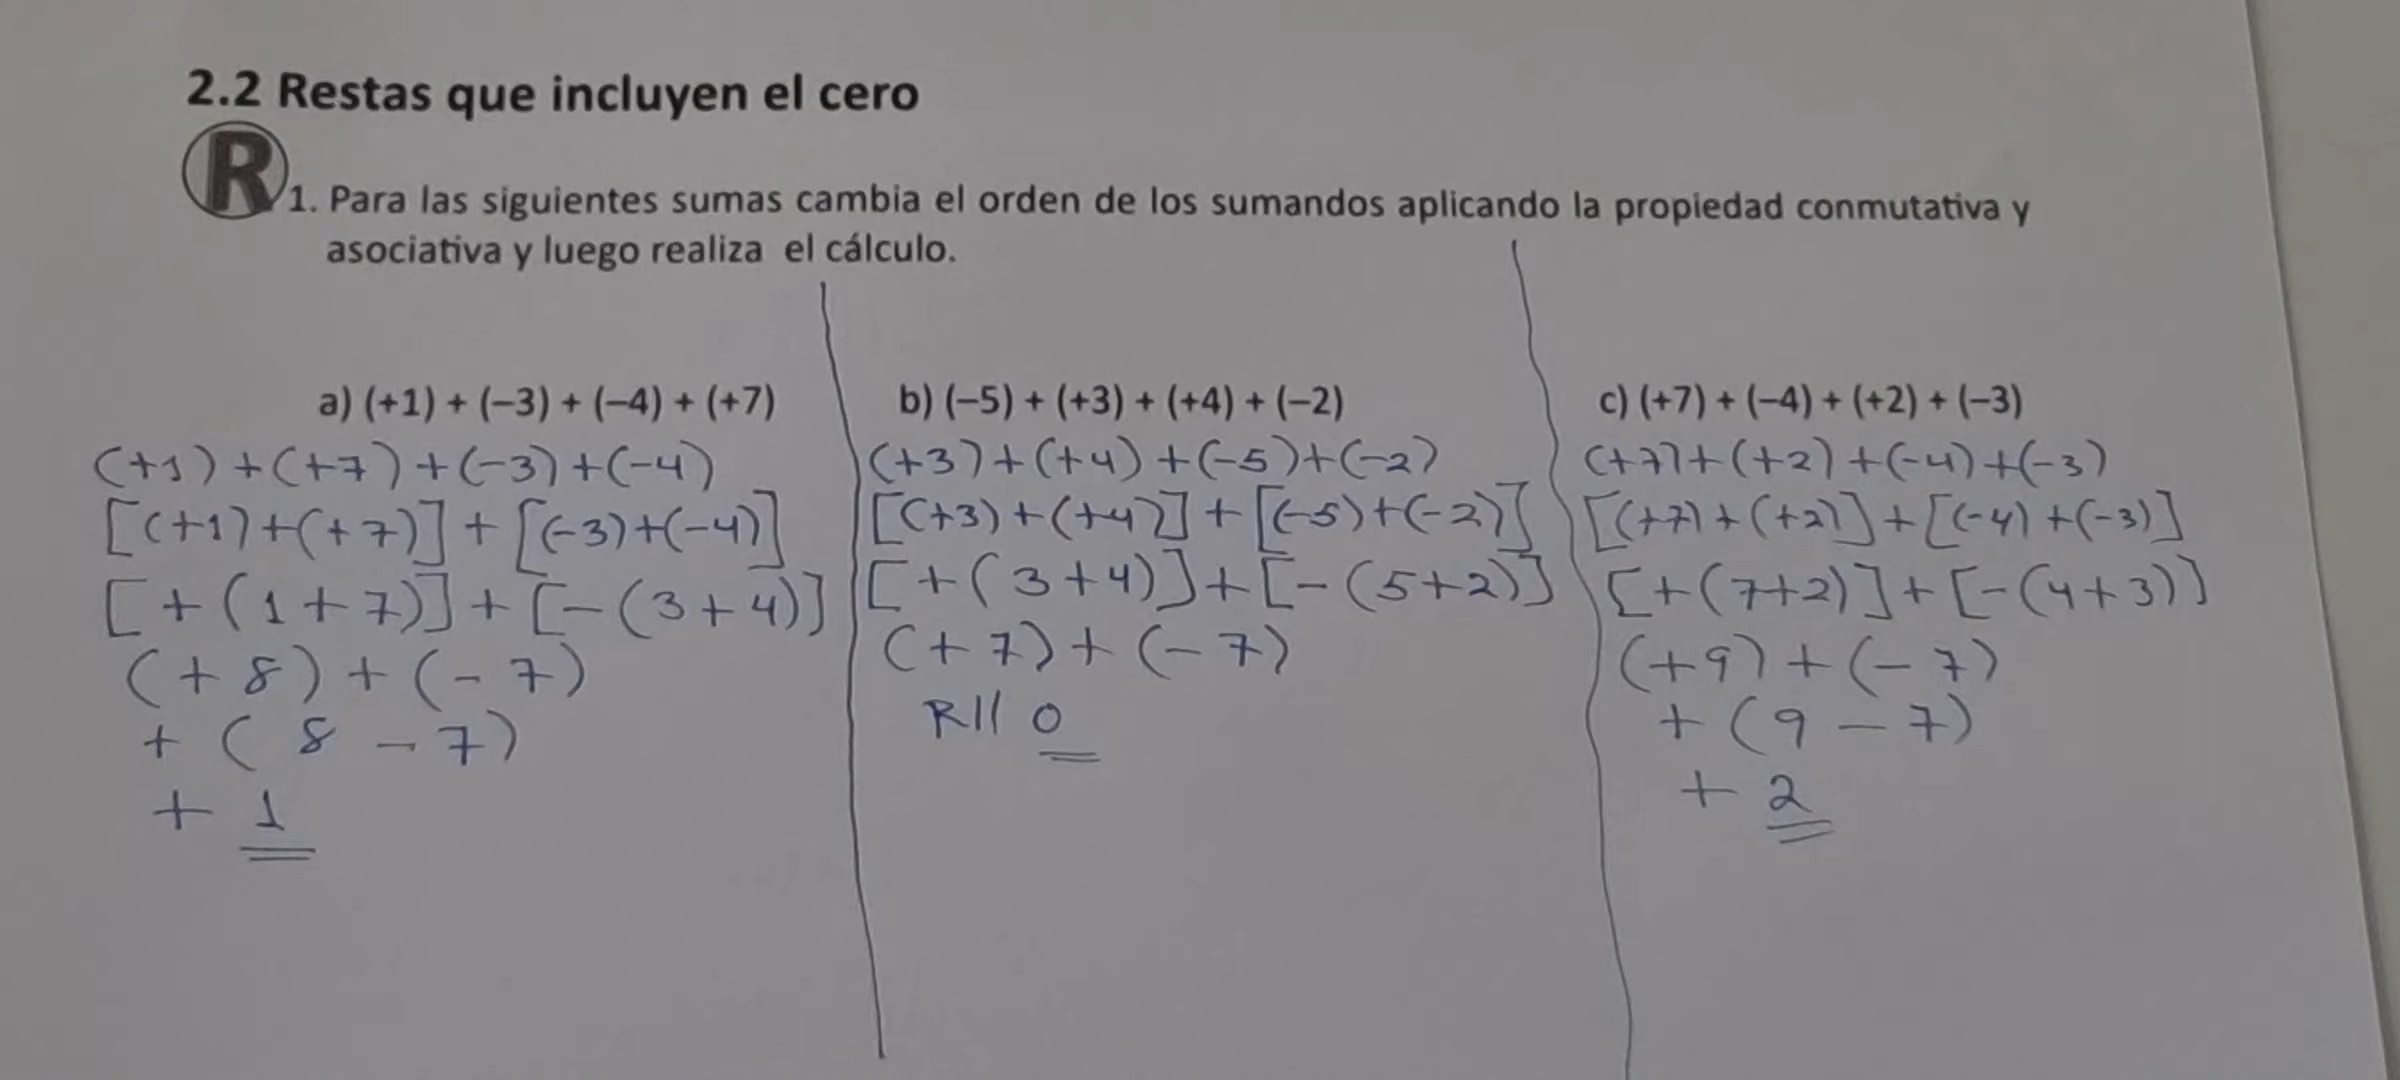 2.2 Restas que incluyen el cero
R
1. Para las siguientes sumas cambia el orden de los sumandos aplicando la propiedad conmutativa y
asociativa y luego realiza el cálculo.
a) (+1) + (−3) + (−4) + (+7)
(+1) + (+7) + (-3) + (-4)
[(+1) + (+7)] + [(-3) + (-4)]
[+ (1 + 7)] + [- (3 + 4)]
(+ 8) + (- 7)
+ ( 8 - 7)
+ 1
b) (−5) + (+3) + (+4) + (−2)
(+3) + (+4) + (-5) + (-2)
[(+3) + (+4)] + [(-5) + (-2)]
[+ (3 + 4)] + [- (5+2)]
(+ 7) + (- 7)
R// 0
c) (+7) + (−4) + (+2) + (−3)
(+7) + (+2) + (-4) + (-3)
[(+7) + (+2)] + [(-4) + (-3)]
[+ (7+2)] + [- (4+3)]
(+9) + (- 7)
+ (9 - 7)
+ 2